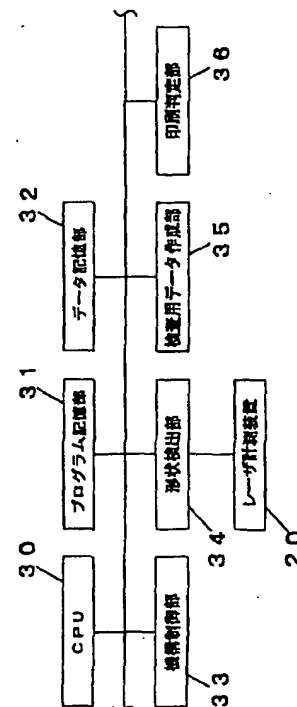 30
CPU
31
プログラム記憶部
32
データ記憶部
機構制御部
33
形状検出部
34
検査用データ作成部
35
印刷判定部
36
レーザ計測装置
20